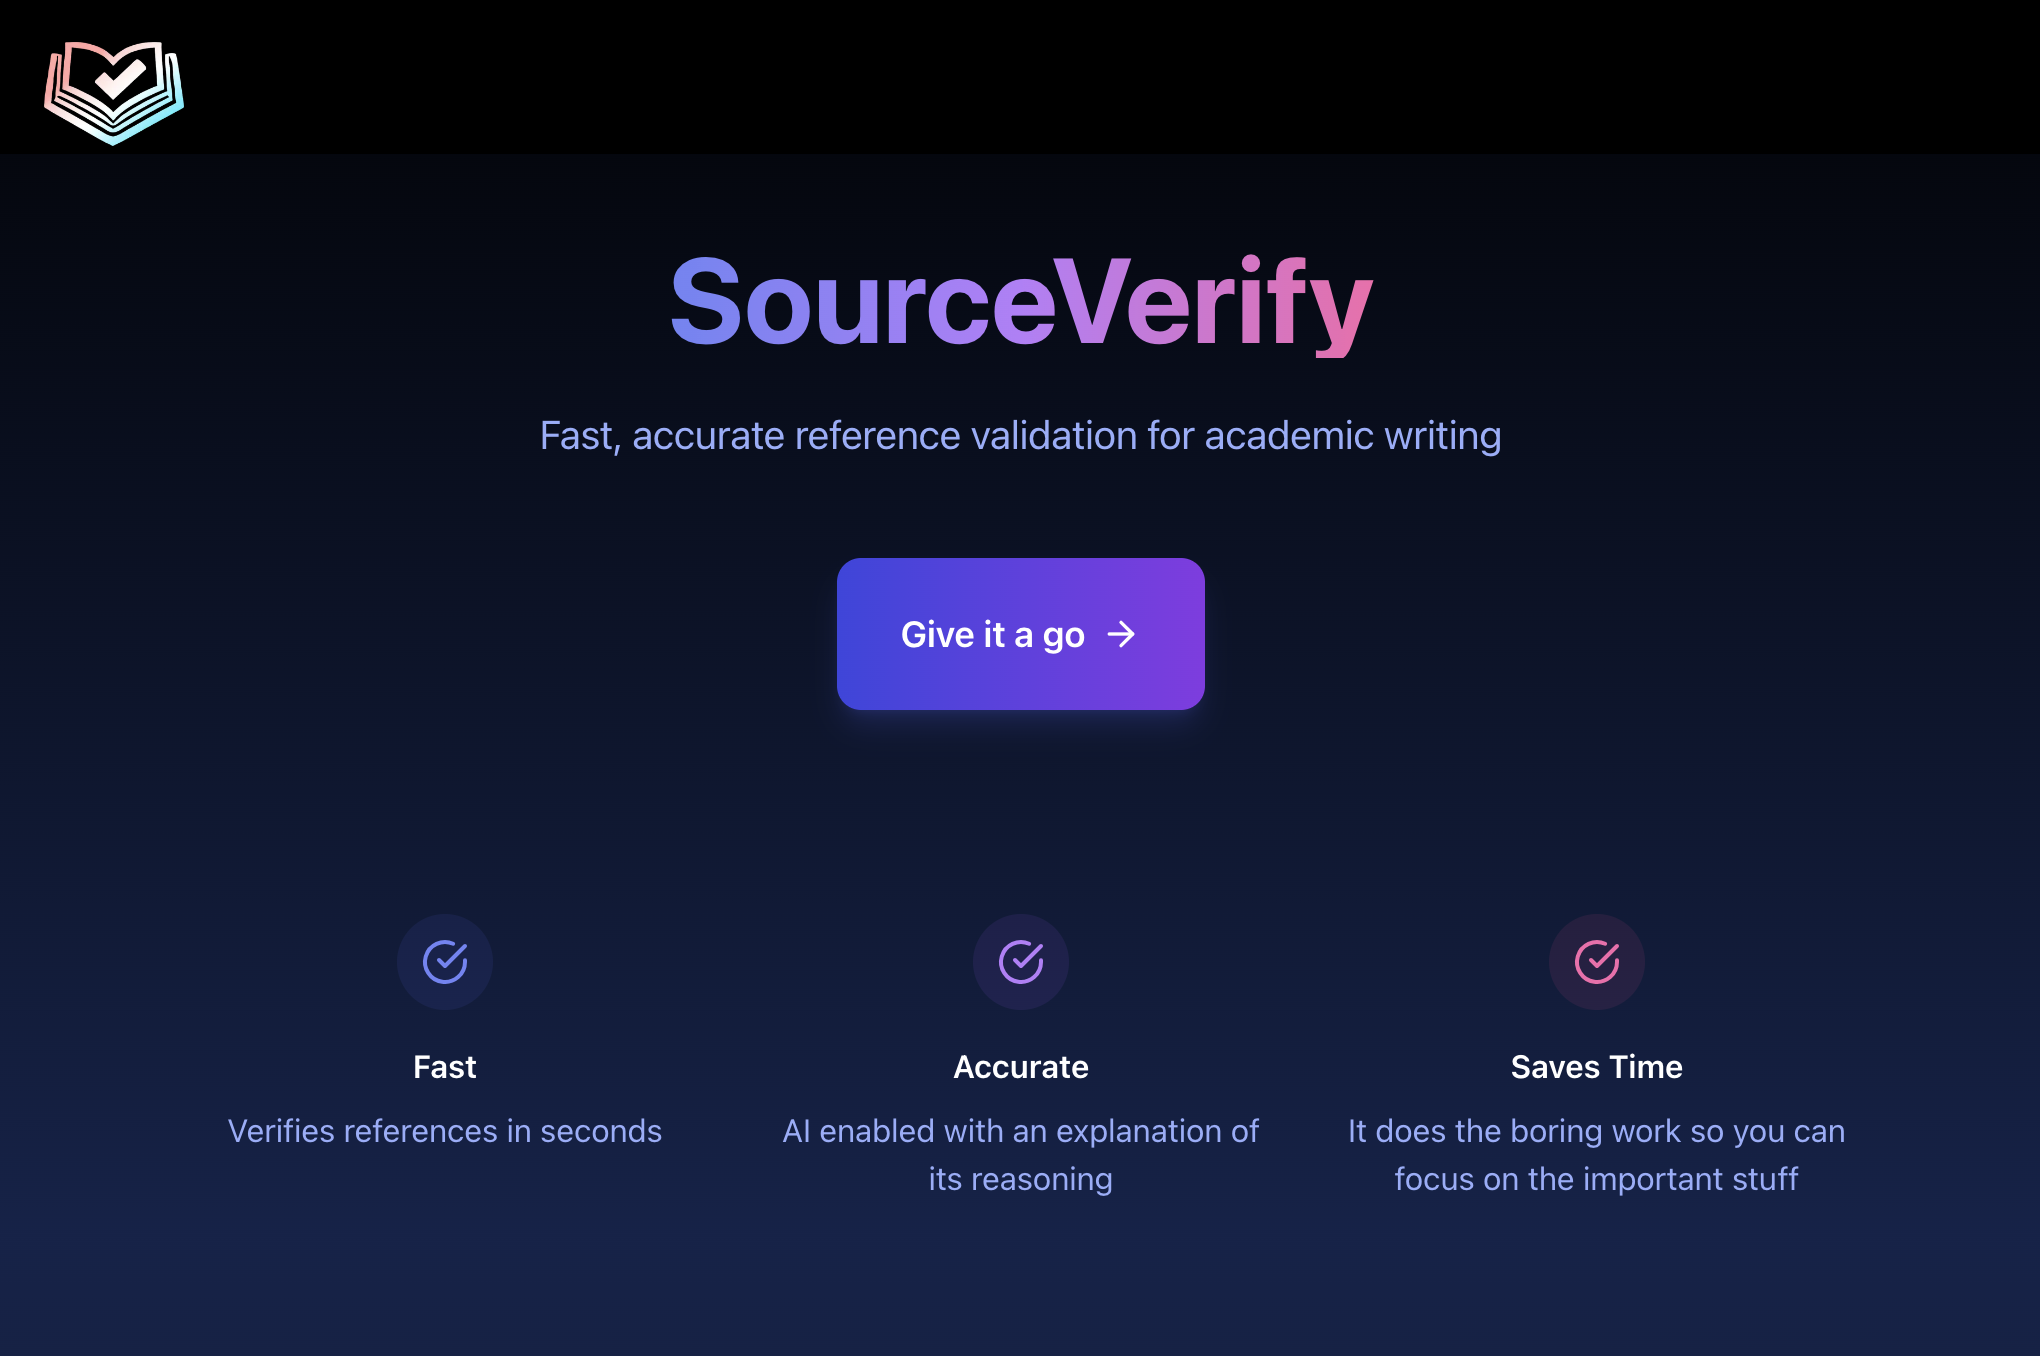 SourceVerify
Fast, accurate reference validation for academic writing
Give it a go
Fast
Verifies references in seconds
Accurate
AI enabled with an explanation of
its reasoning
Saves Time
It does the boring work so you can
focus on the important stuff